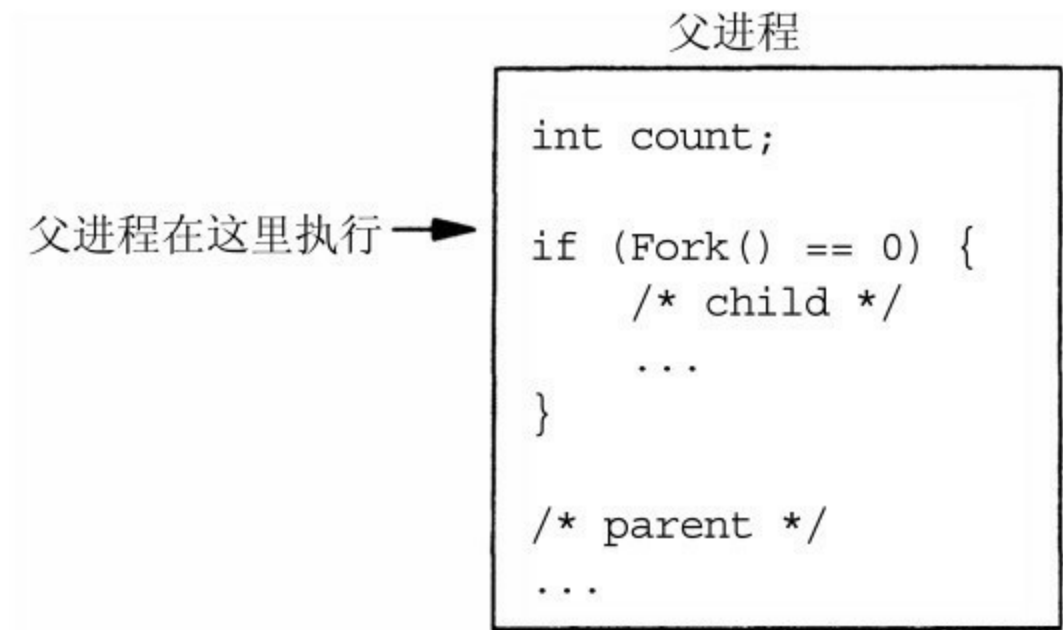 父进程
int count;
父进程在这里执行
if (Fork() == 0) {
/* child */
...
}
/* parent */
...